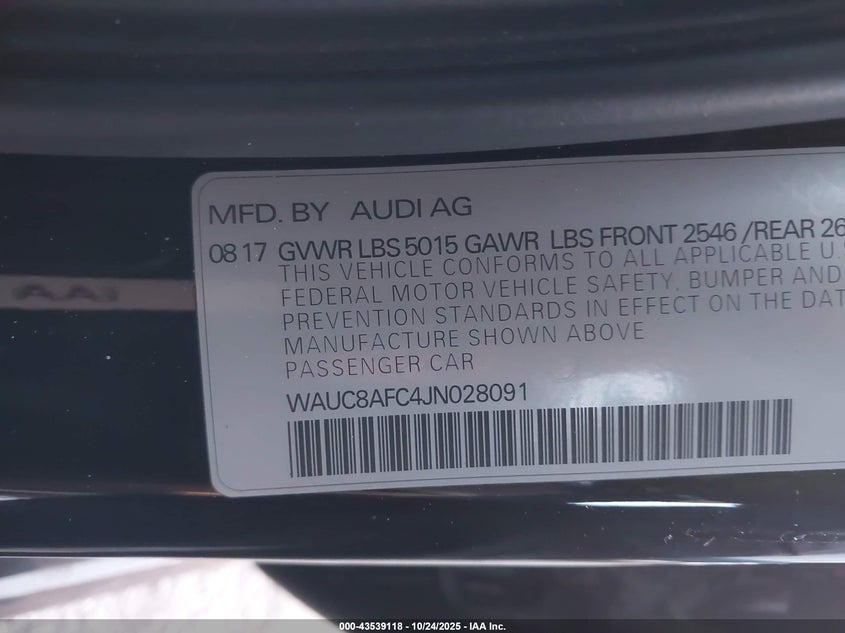 MFD. BY AUDI AG
08 17 GVWR LBS 5015 GAWR LBS FRONT 2546 /REAR 26
THIS VEHICLE CONFORMS TO ALL APPLICABLE U.S
FEDERAL MOTOR VEHICLE SAFETY, BUMPER AND
PREVENTION STANDARDS IN EFFECT ON THE DAT
MANUFACTURE SHOWN ABOVE
PASSENGER CAR
WAUC8AFC4JN028091
000-43539118 - 10/24/2025 - IAA Inc.